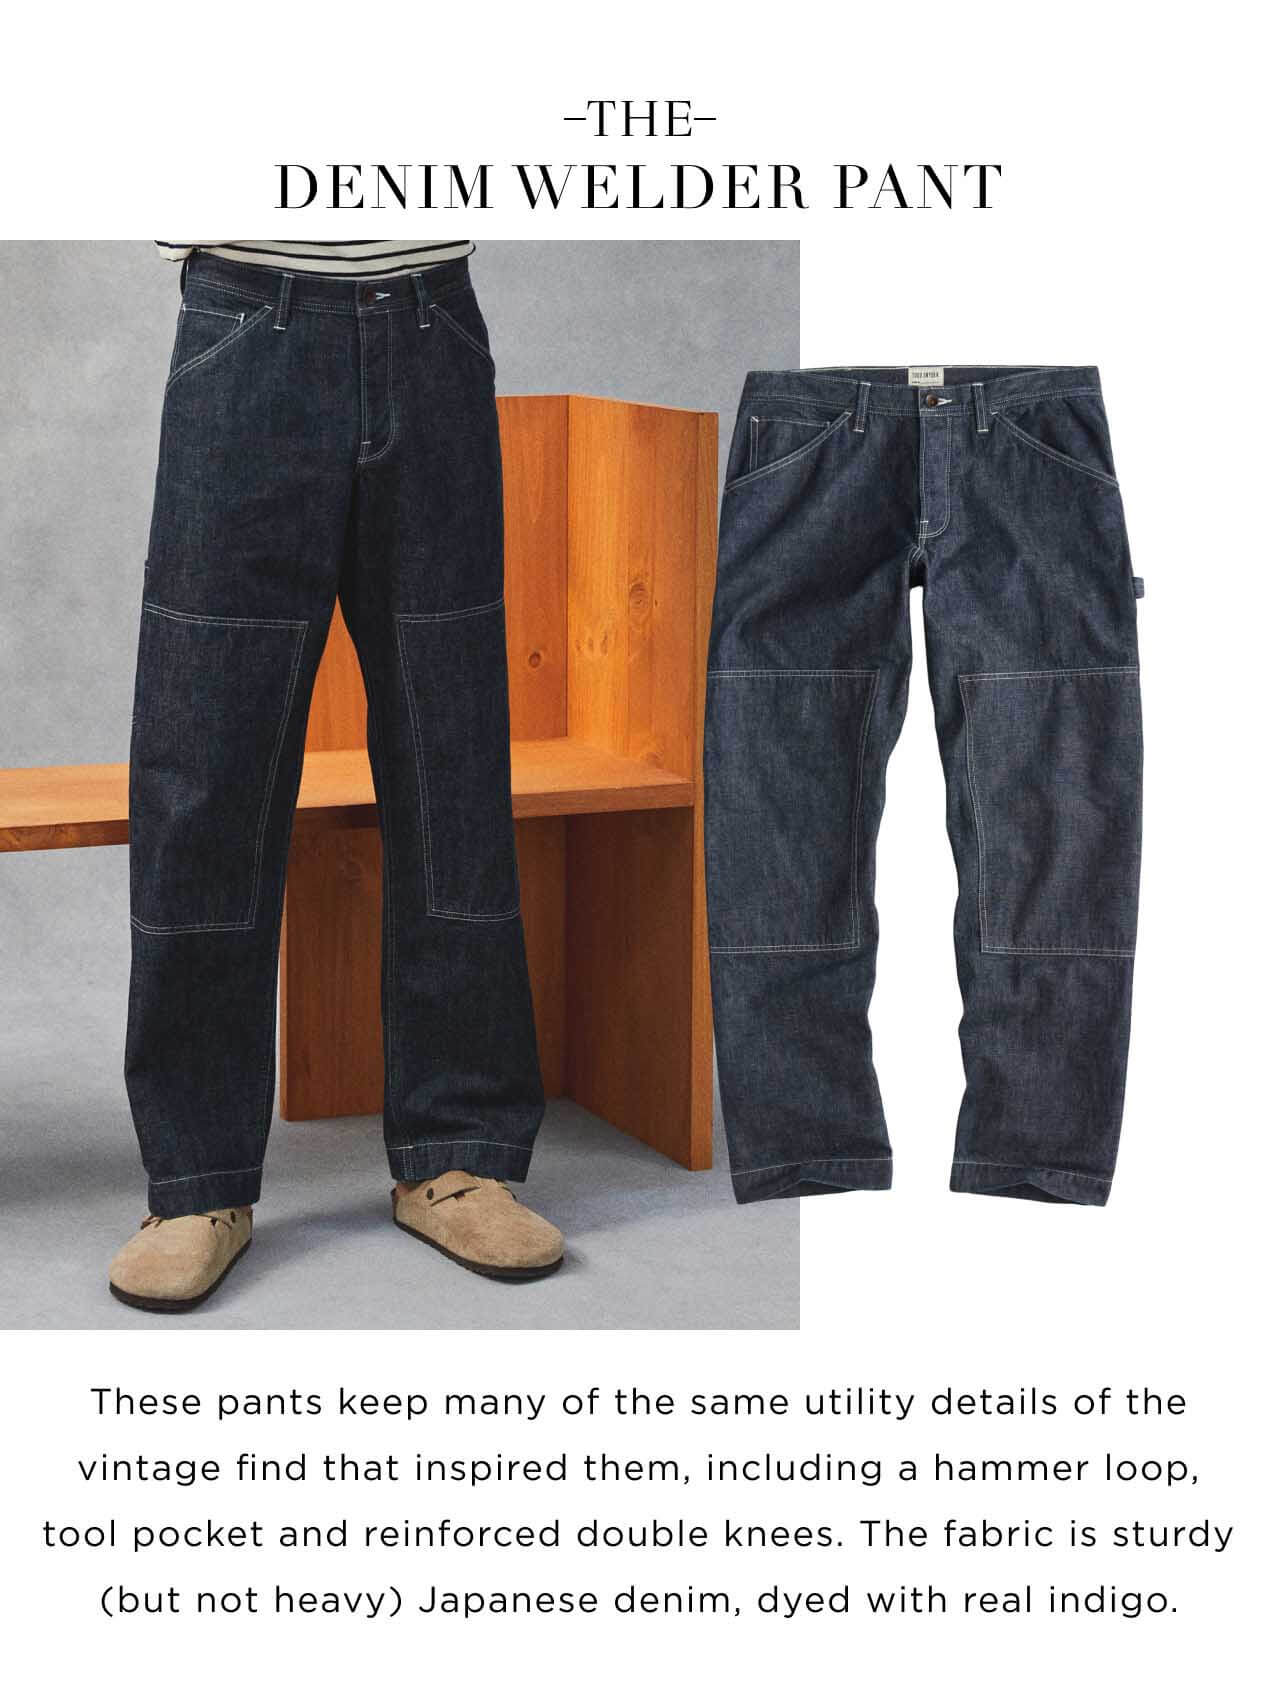 –THE–
DENIM WELDER PANT
TODD SNYDER
These pants keep many of the same utility details of the
vintage find that inspired them, including a hammer loop,
tool pocket and reinforced double knees. The fabric is sturdy
(but not heavy) Japanese denim, dyed with real indigo.